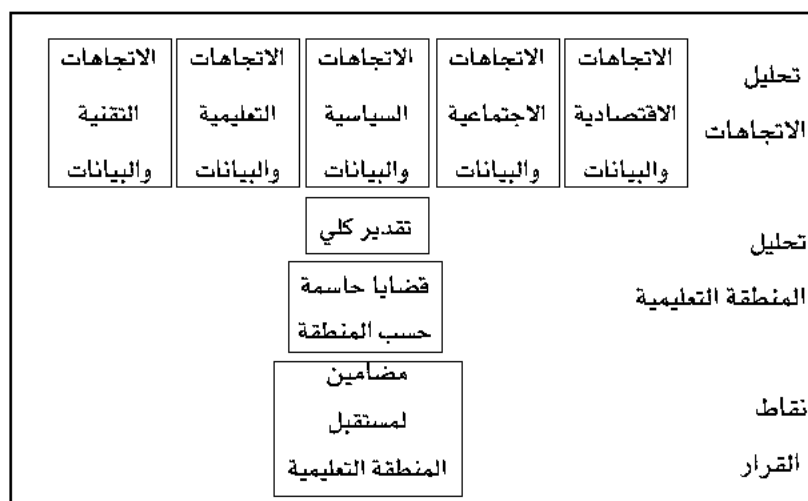 تحليل
الاتجاهات
الاتجاهات
الاقتصادية
والبيانات
الاتجاهات
الاجتماعية
والبيانات
الاتجاهات
السياسية
والبيانات
الاتجاهات
التعليمية
والبيانات
الاتجاهات
التقنية
والبيانات
تحليل
المنطقة التعليمية
تقدير كلي
قضايا حاسمة
حسب المنطقة
نقاط
القرار
مضامين
لمستقبل
المنطقة التعليمية